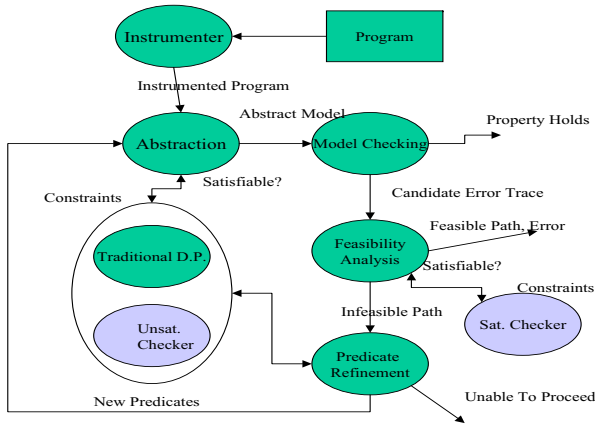 Instrumenter
Program
Instrumented Program
Abstract Model
Property Holds
Abstraction
Model Checking
Constraints
Satisfiable?
Candidate Error Trace
Feasible Path, Error
Traditional D.P.
Feasibility
Analysis
Satisfiable?
Constraints
Unsat.
Checker
Infeasible Path
Sat. Checker
Predicate
Refinement
New Predicates
Unable To Proceed